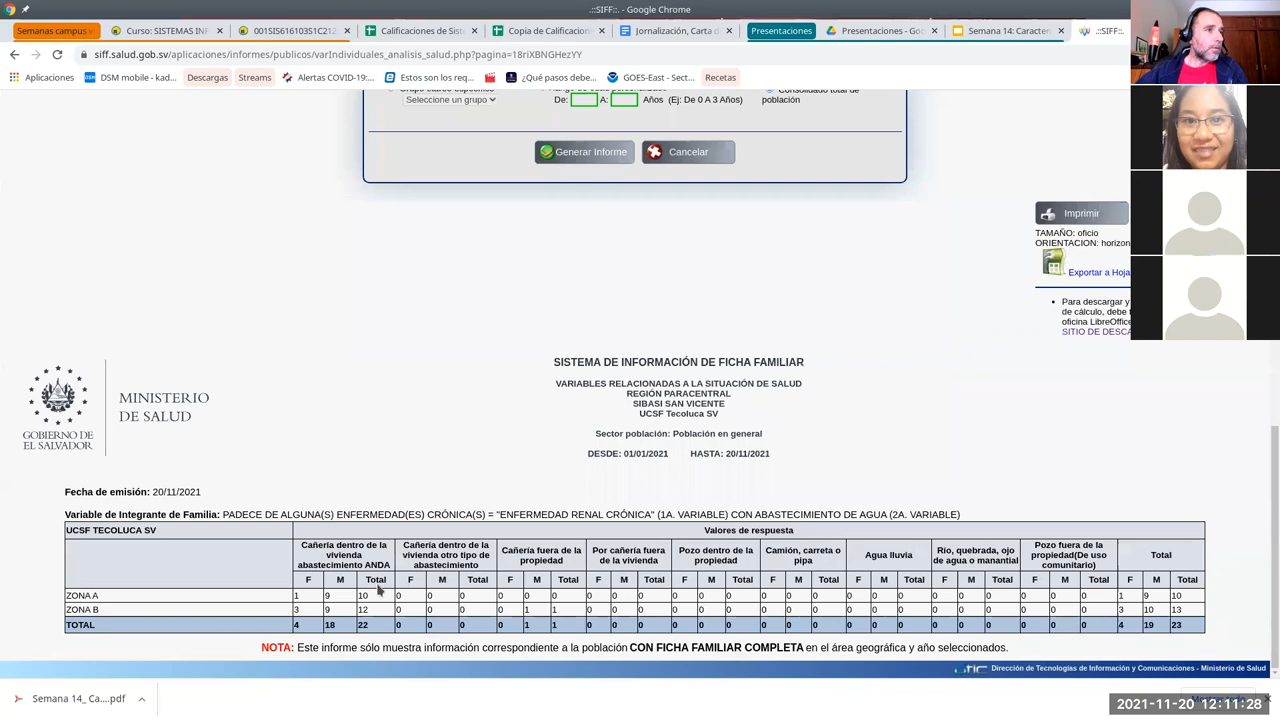 .::SIFF::. - Google Chrome
Semanas campus v
Curso: SISTEMAS INF
001SIS616103S1C212
Calificaciones de Siste
Copia de Calificacione
Jornalización, Carta d
Presentaciones
Presentaciones - Goo
Semana 14: Caracterí
.::SIFF:
siff.salud.gob.sv/aplicaciones/informes/publicos/varIndividuales_analisis_salud.php?pagina=18riXBNGHezYY
Aplicaciones
DSM mobile - kad...
Descargas
Streams
Alertas COVID-19:...
Estos son los req...
¿Qué pasos debe...
GOES-East - Sect...
Recetas
Seleccione un grupo
De: A: Años (Ej: De 0 A 3 Años)
Consolidado total de
población
Generar Informe
Cancelar
Imprimir
TAMAÑO: oficio
ORIENTACION: horizon
Exportar a Hoja
• Para descargar y
de cálculo, debe t
oficina LibreOffice
SITIO DE DESCA
MINISTERIO
DE SALUD
GOBIERNO DE
EL SALVADOR
SISTEMA DE INFORMACIÓN DE FICHA FAMILIAR
VARIABLES RELACIONADAS A LA SITUACIÓN DE SALUD
REGIÓN PARACENTRAL
SIBASI SAN VICENTE
UCSF Tecoluca SV
Sector población: Población en general
DESDE: 01/01/2021 HASTA: 20/11/2021
Fecha de emisión: 20/11/2021
Variable de Integrante de Familia: PADECE DE ALGUNA(S) ENFERMEDAD(ES) CRÓNICA(S) = "ENFERMEDAD RENAL CRÓNICA" (1A. VARIABLE) CON ABASTECIMIENTO DE AGUA (2A. VARIABLE)
UCSF TECOLUCA SV Valores de respuesta
Cañería dentro de la vivienda abastecimiento ANDA
Cañería dentro de la vivienda otro tipo de abastecimiento
Cañería fuera de la propiedad
Por cañería fuera de la vivienda
Pozo dentro de la propiedad
Camión, carreta o pipa
Agua lluvia
Río, quebrada, ojo de agua o manantial
Pozo fuera de la propiedad(De uso comunitario)
Total
F M Total F M Total F M Total F M Total F M Total F M Total F M Total F M Total F M Total F M Total
ZONA A 1 9 10 0 0 0 0 0 0 0 0 0 0 0 0 0 0 0 0 0 0 0 0 0 0 0 0 1 9 10
ZONA B 3 9 12 0 0 0 0 1 1 0 0 0 0 0 0 0 0 0 0 0 0 0 0 0 0 0 0 3 10 13
TOTAL 4 18 22 0 0 0 0 1 1 0 0 0 0 0 0 0 0 0 0 0 0 0 0 0 0 0 0 4 19 23
NOTA: Este informe sólo muestra información correspondiente a la población CON FICHA FAMILIAR COMPLETA en el área geográfica y año seleccionados.
Dirección de Tecnologías de Información y Comunicaciones - Ministerio de Salud
Semana 14_ Ca....pdf
2021-11-20 12:11:28